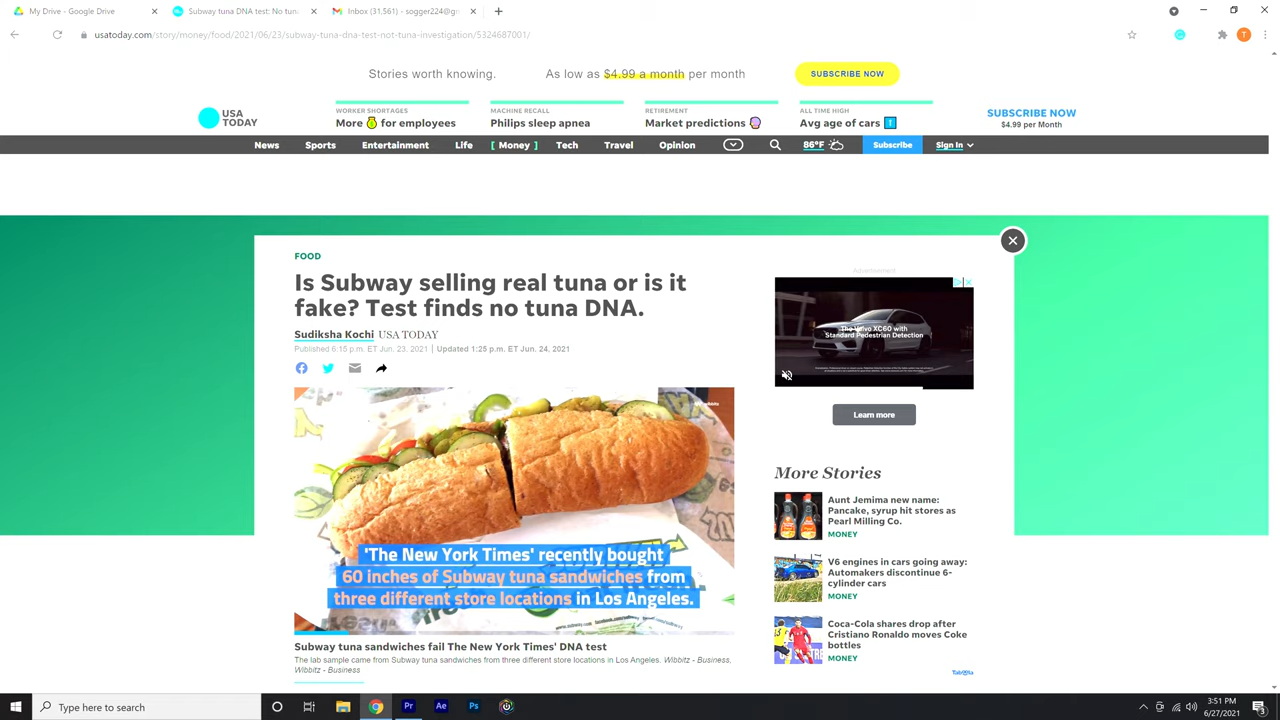 My Drive - Google Drive
Subway tuna DNA test: No tun
Inbox (31,561) - sogger224@g
usatoday.com/story/money/food/2021/06/23/subway-tuna-dna-test-not-tuna-investigation/5324687001/
Stories worth knowing.
As low as $4.99 a month per month
SUBSCRIBE NOW
USA TODAY
WORKER SHORTAGES
More for employees
MACHINE RECALL
Philips sleep apnea
RETIREMENT
Market predictions
ALL TIME HIGH
Avg age of cars
SUBSCRIBE NOW
$4.99 per Month
News
Sports
Entertainment
Life
[ Money ]
Tech
Travel
Opinion
86°F
Subscribe
Sign In
FOOD
Is Subway selling real tuna or is it
fake? Test finds no tuna DNA.
Sudiksha Kochi USA TODAY
Published 6:15 p.m. ET Jun. 23, 2021 | Updated 1:25 p.m. ET Jun. 24, 2021
wibbitz
'The New York Times' recently bought
60 inches of Subway tuna sandwiches from
three different store locations in Los Angeles.
Subway tuna sandwiches fail The New York Times' DNA test
The lab sample came from Subway tuna sandwiches from three different store locations in Los Angeles. Wibbitz - Business,
Wibbitz - Business
Advertisement
The Volvo XC60 with
Standard Pedestrian Detection
Learn more
More Stories
Aunt Jemima new name:
Pancake, syrup hit stores as
Pearl Milling Co.
MONEY
V6 engines in cars going away:
Automakers discontinue 6-
cylinder cars
MONEY
Coca-Cola shares drop after
Cristiano Ronaldo moves Coke
bottles
MONEY
Taboola
Type here to search
Pr
Ae
Ps
3:51 PM
6/27/2021